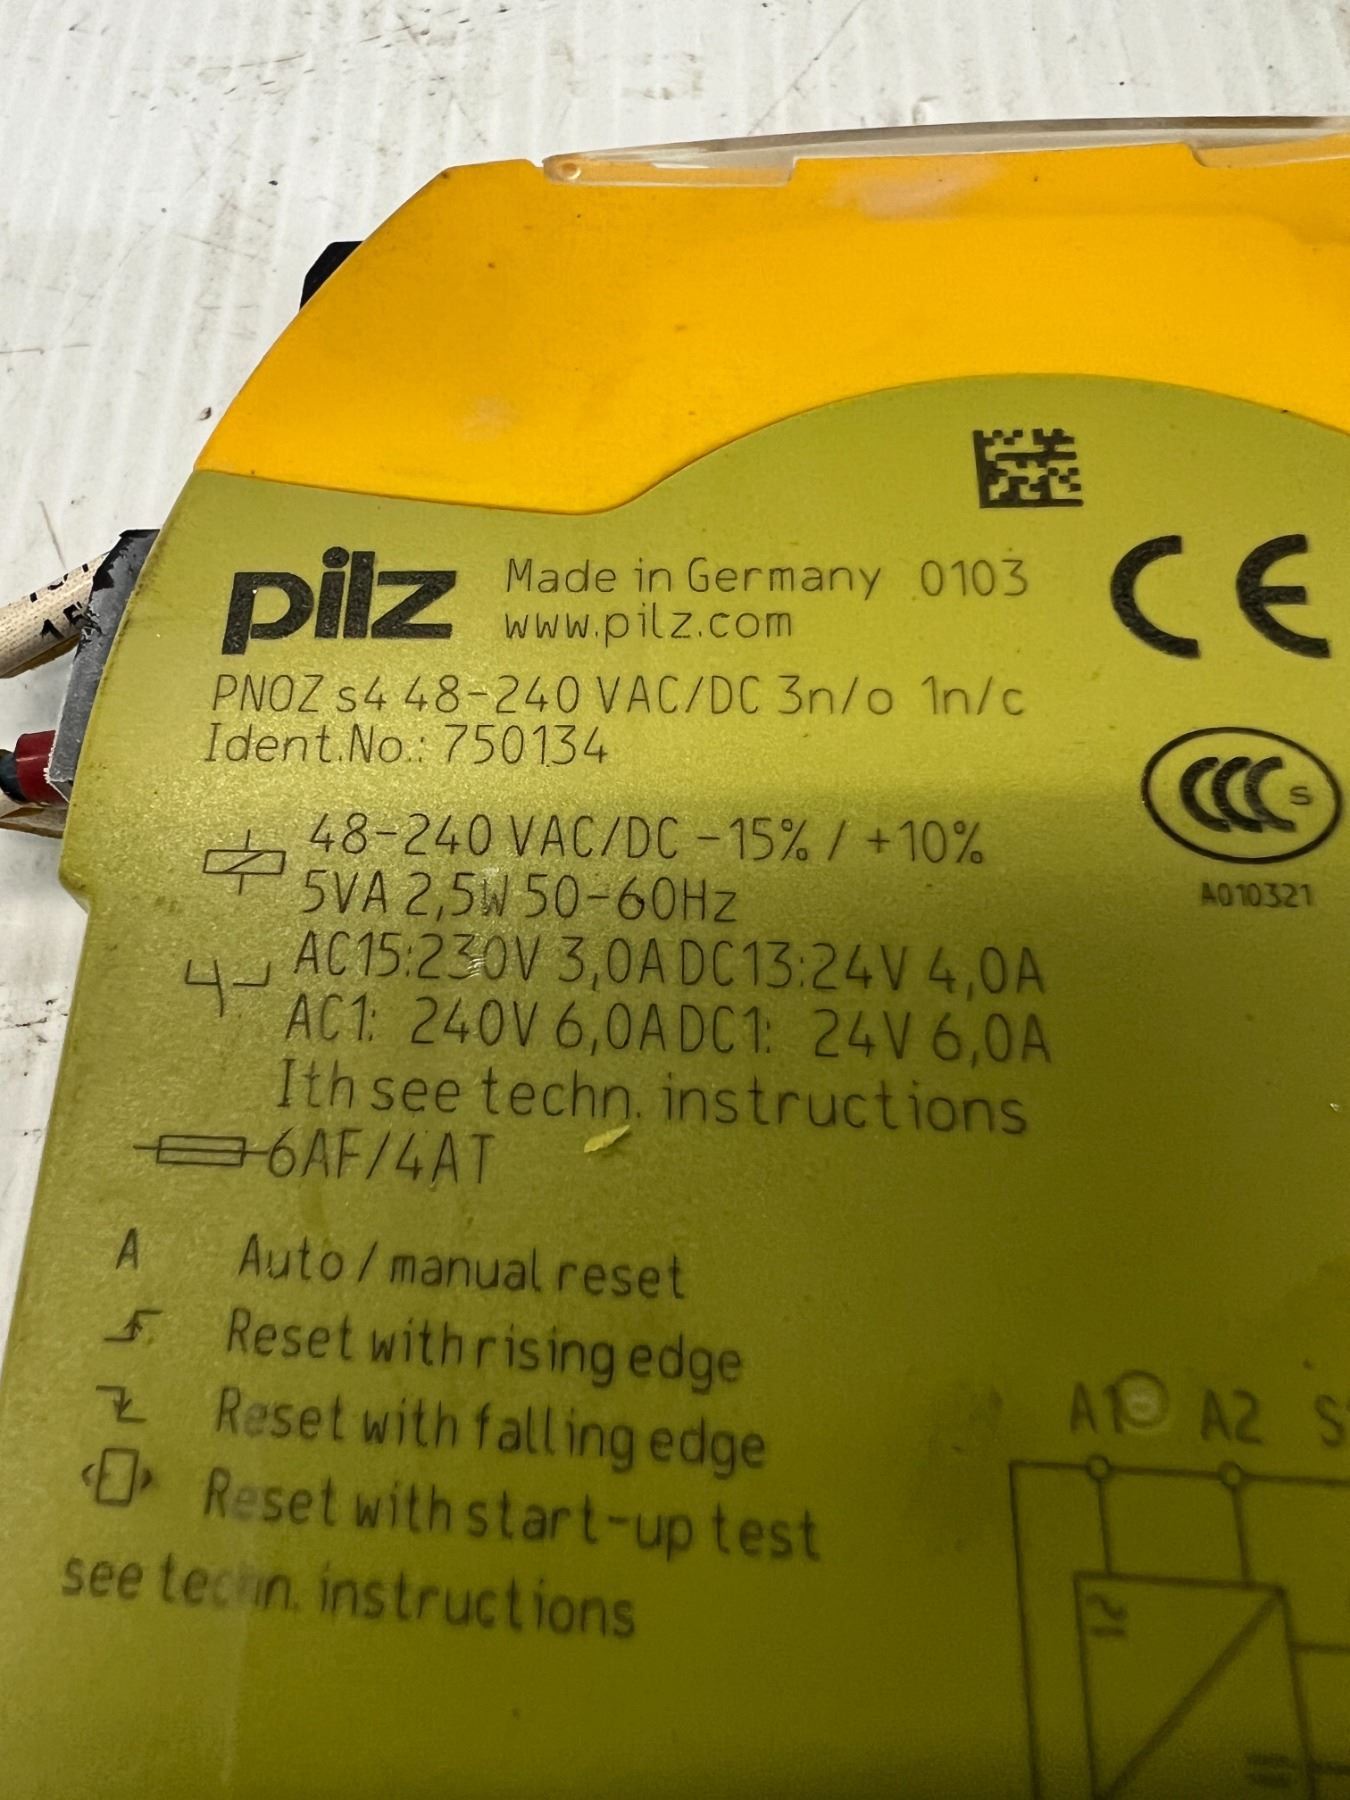 pilz Made in Germany 0103
www.pilz.com
CE
PNOZ s4 48-240 VAC/DC 3n/o 1n/c
Ident.No.: 750134
CCC S
A010321
48-240 VAC/DC -15% / +10%
5VA 2,5W 50-60Hz
AC15:230V 3,0A DC13:24V 4,0A
AC1: 240V 6,0A DC1: 24V 6,0A
Ith see techn. instructions
6AF/4AT
A Auto / manual reset
Reset with rising edge
Reset with falling edge
Reset with start-up test
see techn. instructions
A1 A2